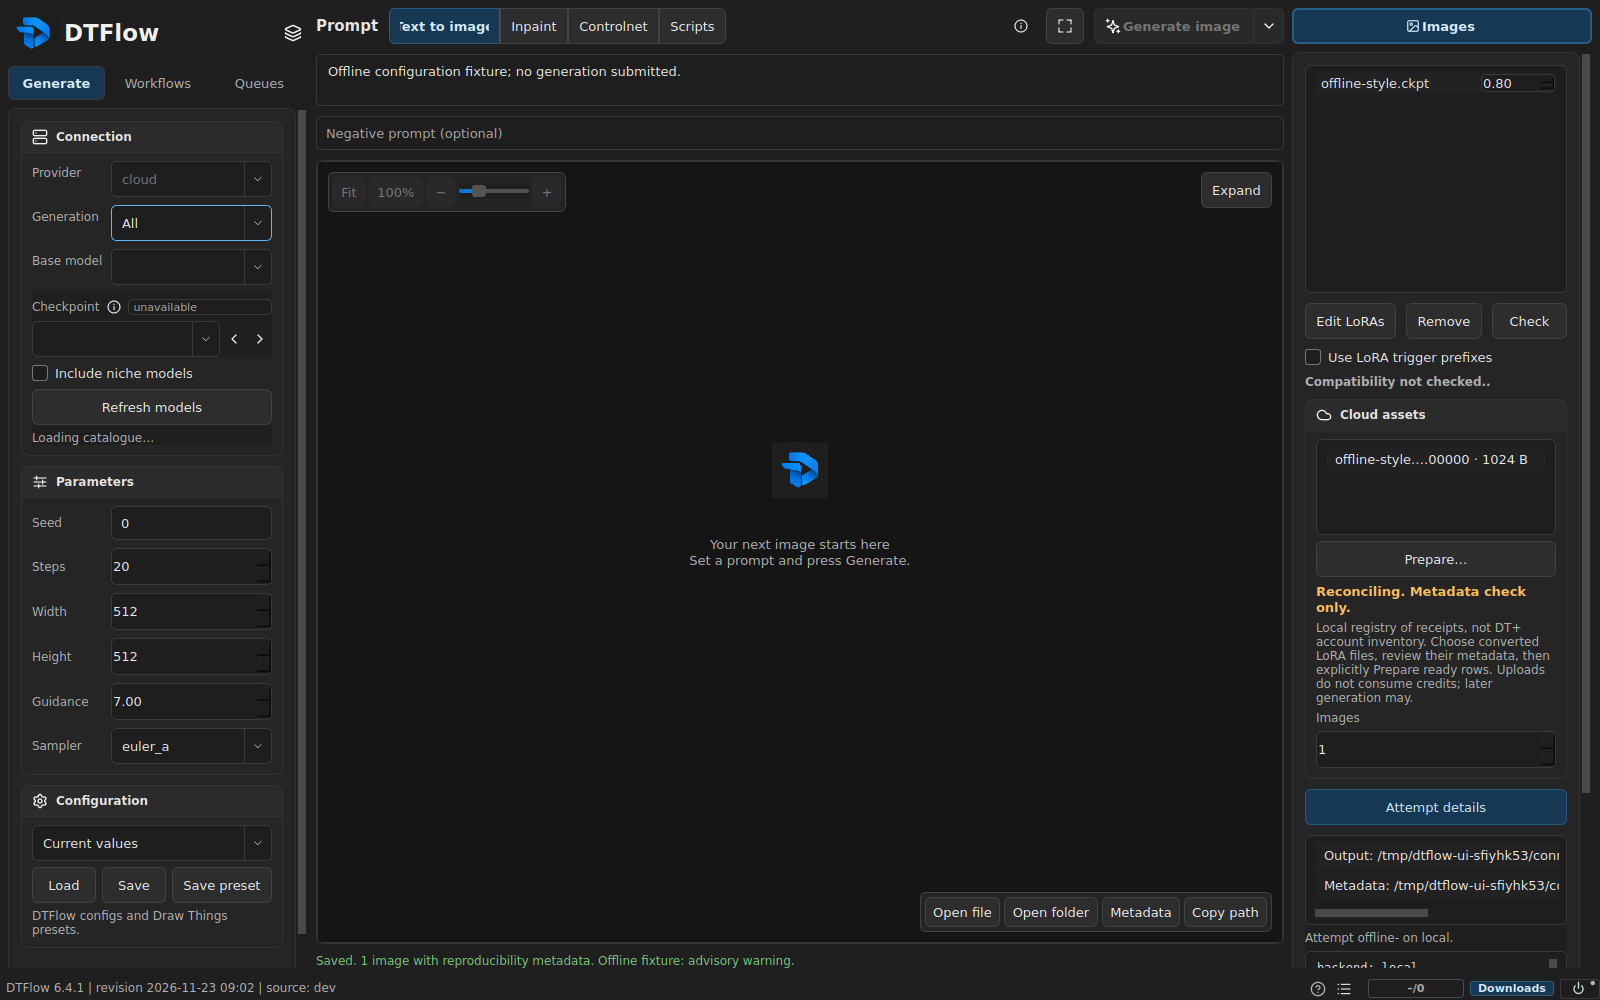 DTFlow
Generate
Workflows
Queues
Connection
Provider
cloud
Generation
All
Base model
Checkpoint
unavailable
Include niche models
Refresh models
Loading catalogue...
Parameters
Seed
0
Steps
20
Width
512
Height
512
Guidance
7.00
Sampler
euler_a
Configuration
Current values
Load
Save
Save preset
DTFlow configs and Draw Things
presets.
Prompt
Text to image
Inpaint
Controlnet
Scripts
Generate image
Offline configuration fixture; no generation submitted.
Negative prompt (optional)
Fit
100%
−
+
Expand
Your next image starts here
Set a prompt and press Generate.
Open file
Open folder
Metadata
Copy path
Saved. 1 image with reproducibility metadata. Offline fixture: advisory warning.
Images
offline-style.ckpt
0.80
Edit LoRAs
Remove
Check
Use LoRA trigger prefixes
Compatibility not checked..
Cloud assets
offline-style....00000 · 1024 B
Prepare...
Reconciling. Metadata check
only.
Local registry of receipts, not DT+
account inventory. Choose converted
LoRA files, review their metadata, then
explicitly Prepare ready rows. Uploads
do not consume credits; later
generation may.
Images
1
Attempt details
Output: /tmp/dtflow-ui-sfiyhk53/conn
Metadata: /tmp/dtflow-ui-sfiyhk53/co
Attempt offline- on local.
backend: local
DTFlow 6.4.1 | revision 2026-11-23 09:02 | source: dev
-/0
Downloads